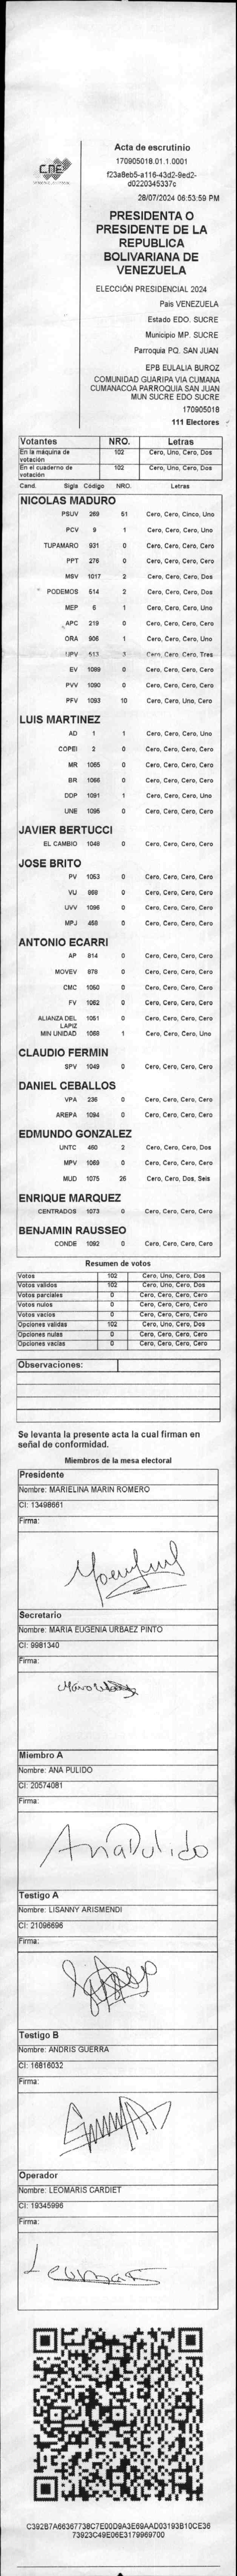 CNE
Acta de escrutinio
170905018.01.1.0001
f23a8eb5-a116-43d2-9ed2-
d0220345337c
28/07/2024 06:53:59 PM
PRESIDENTA O
PRESIDENTE DE LA
REPUBLICA
BOLIVARIANA DE
VENEZUELA
ELECCIÓN PRESIDENCIAL 2024
Pais VENEZUELA
Estado EDO. SUCRE
Municipio MP. SUCRE
Parroquia PQ. SAN JUAN
EPB EULALIA BUROZ
COMUNIDAD GUARIPA VIA CUMANA
CUMANACOA PARROQUIA SAN JUAN
MUN SUCRE EDO SUCRE
170905018
111 Electores
Votantes NRO. Letras
En la máquina de votación 102 Cero, Uno, Cero, Dos
En el cuaderno de votación 102 Cero, Uno, Cero, Dos
Cand. Sigla Código NRO. Letras
NICOLAS MADURO
PSUV 269 51 Cero, Cero, Cinco, Uno
PCV 9 1 Cero, Cero, Cero, Uno
TUPAMARO 931 0 Cero, Cero, Cero, Cero
PPT 276 0 Cero, Cero, Cero, Cero
MSV 1017 2 Cero, Cero, Cero, Dos
PODEMOS 514 2 Cero, Cero, Cero, Dos
MEP 6 1 Cero, Cero, Cero, Uno
APC 219 0 Cero, Cero, Cero, Cero
ORA 906 1 Cero, Cero, Cero, Uno
UPV 513 3 Cero, Cero, Cero, Tres
EV 1089 0 Cero, Cero, Cero, Cero
PVV 1090 0 Cero, Cero, Cero, Cero
PFV 1093 10 Cero, Cero, Uno, Cero
LUIS MARTINEZ
AD 1 1 Cero, Cero, Cero, Uno
COPEI 2 0 Cero, Cero, Cero, Cero
MR 1065 0 Cero, Cero, Cero, Cero
BR 1066 0 Cero, Cero, Cero, Cero
DDP 1091 1 Cero, Cero, Cero, Uno
UNE 1095 0 Cero, Cero, Cero, Cero
JAVIER BERTUCCI
EL CAMBIO 1048 0 Cero, Cero, Cero, Cero
JOSE BRITO
PV 1053 0 Cero, Cero, Cero, Cero
VU 868 0 Cero, Cero, Cero, Cero
UVV 1096 0 Cero, Cero, Cero, Cero
MPJ 458 0 Cero, Cero, Cero, Cero
ANTONIO ECARRI
AP 814 0 Cero, Cero, Cero, Cero
MOVEV 878 0 Cero, Cero, Cero, Cero
CMC 1050 0 Cero, Cero, Cero, Cero
FV 1062 0 Cero, Cero, Cero, Cero
ALIANZA DEL LAPIZ 1051 0 Cero, Cero, Cero, Cero
MIN UNIDAD 1058 1 Cero, Cero, Cero, Uno
CLAUDIO FERMIN
SPV 1049 0 Cero, Cero, Cero, Cero
DANIEL CEBALLOS
VPA 236 0 Cero, Cero, Cero, Cero
AREPA 1094 0 Cero, Cero, Cero, Cero
EDMUNDO GONZALEZ
UNTC 460 2 Cero, Cero, Cero, Dos
MPV 1069 0 Cero, Cero, Cero, Cero
MUD 1075 26 Cero, Cero, Dos, Seis
ENRIQUE MARQUEZ
CENTRADOS 1073 0 Cero, Cero, Cero, Cero
BENJAMIN RAUSSEO
CONDE 1092 0 Cero, Cero, Cero, Cero
Resumen de votos
Votos 102 Cero, Uno, Cero, Dos
Votos válidos 102 Cero, Uno, Cero, Dos
Votos parciales 0 Cero, Cero, Cero, Cero
Votos nulos 0 Cero, Cero, Cero, Cero
Votos vacios 0 Cero, Cero, Cero, Cero
Opciones validas 102 Cero, Uno, Cero, Dos
Opciones nulas 0 Cero, Cero, Cero, Cero
Opciones vacías 0 Cero, Cero, Cero, Cero
Observaciones:
Se levanta la presente acta la cual firman en
señal de conformidad.
Miembros de la mesa electoral
Presidente
Nombre: MARIELINA MARIN ROMERO
CI: 13498661
Firma:
Secretario
Nombre: MARIA EUGENIA URBAEZ PINTO
CI: 9981340
Firma:
Miembro A
Nombre: ANA PULIDO
CI: 20574081
Firma:
Ana Pulido
Testigo A
Nombre: LISANNY ARISMENDI
CI: 21096696
Firma:
Testigo B
Nombre: ANDRIS GUERRA
CI: 16816032
Firma:
Operador
Nombre: LEOMARIS CARDIET
CI: 19345996
Firma:
C392B7A66367738C7E00D9A3E69AAD03193B10CE36
73923C49E06E3179969700